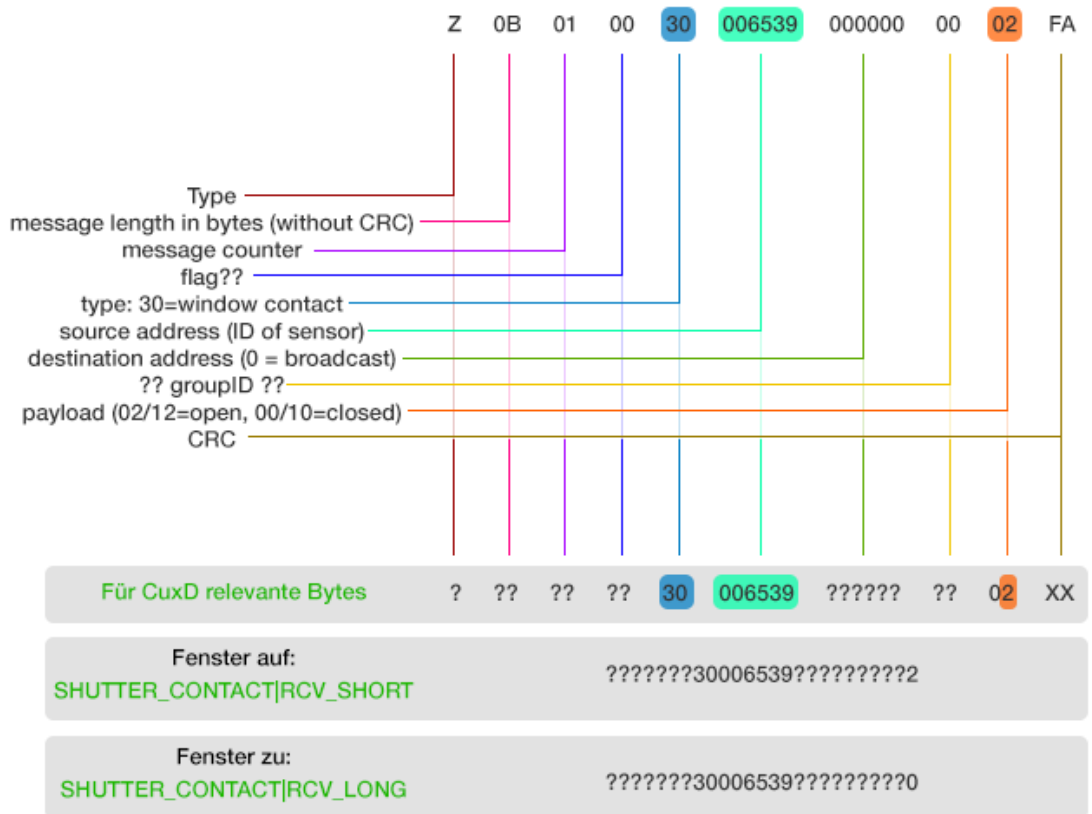 Z 0B 01 00 30 006539 000000 00 02 FA
Type
message length in bytes (without CRC)
message counter
flag??
type: 30=window contact
source address (ID of sensor)
destination address (0 = broadcast)
?? groupID ??
payload (02/12=open, 00/10=closed)
CRC
Für CuxD relevante Bytes ? ?? ?? ?? 30 006539 ?????? ?? 02 XX
Fenster auf:
SHUTTER_CONTACT|RCV_SHORT ???????30006539?????????2
Fenster zu:
SHUTTER_CONTACT|RCV_LONG ???????30006539?????????0